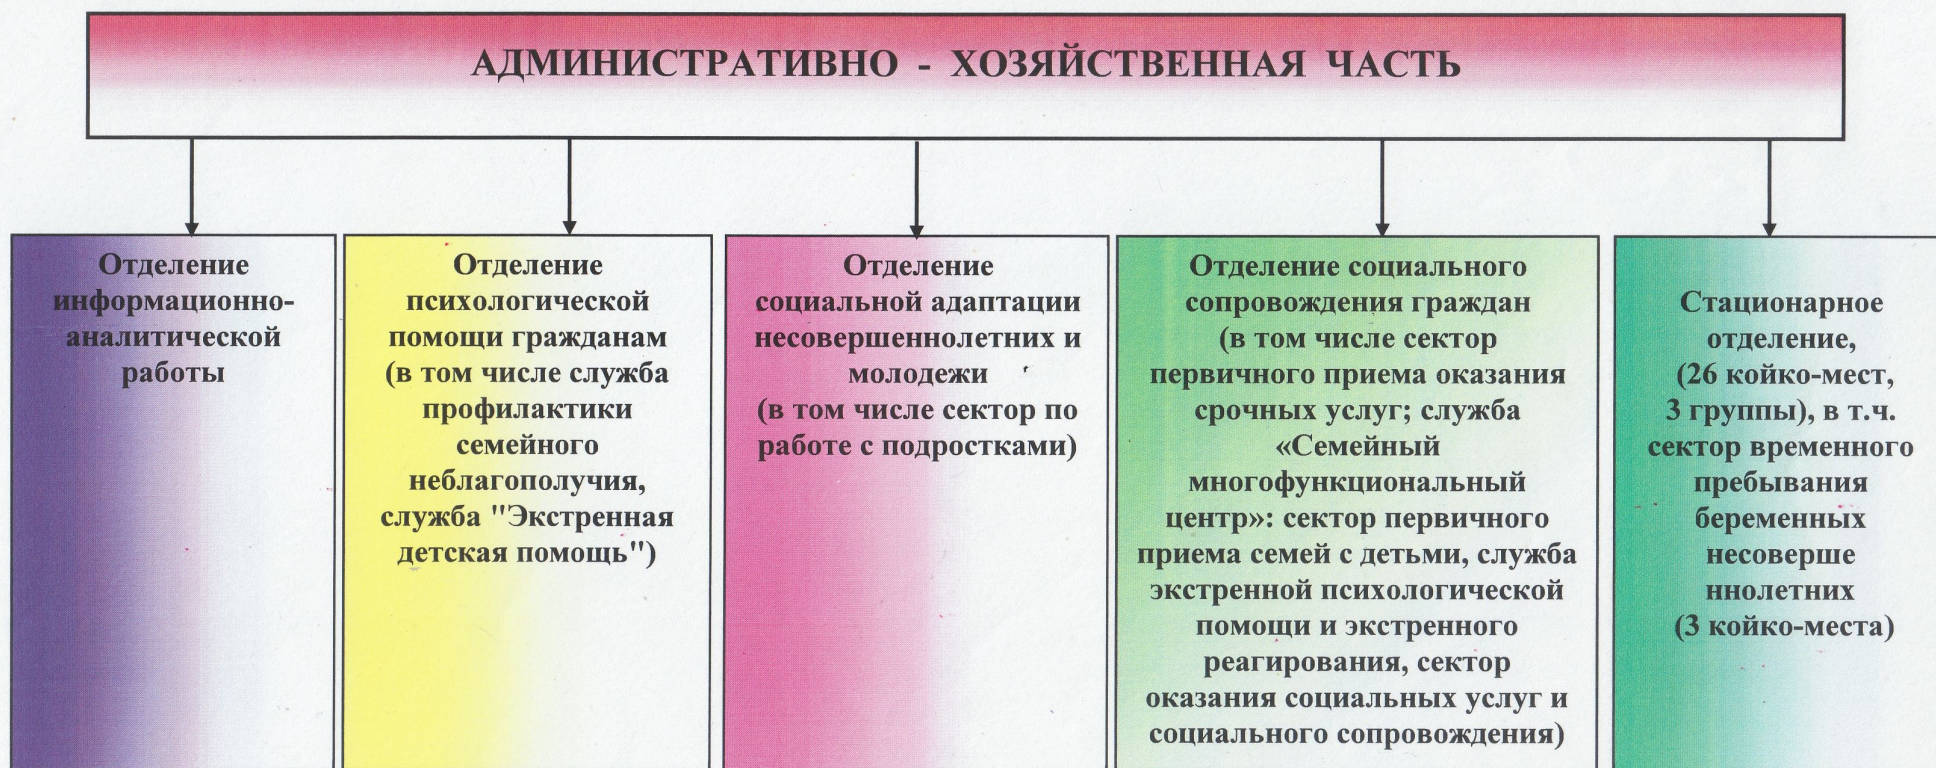 АДМИНИСТРАТИВНО - ХОЗЯЙСТВЕННАЯ ЧАСТЬ
Отделение
информационно-
аналитической
работы
Отделение
психологической
помощи гражданам
(в том числе служба
профилактики
семейного
неблагополучия,
служба "Экстренная
детская помощь")
Отделение
социальной адаптации
несовершеннолетних и
молодежи
(в том числе сектор по
работе с подростками)
Отделение социального
сопровождения граждан
(в том числе сектор
первичного приема оказания
срочных услуг; служба
«Семейный
многофункциональный
центр»: сектор первичного
приема семей с детьми, служба
экстренной психологической
помощи и экстренного
реагирования, сектор
оказания социальных услуг и
социального сопровождения)
Стационарное
отделение,
(26 койко-мест,
3 группы), в т.ч.
сектор временного
пребывания
беременных
несоверше
ннолетних
(3 койко-места)